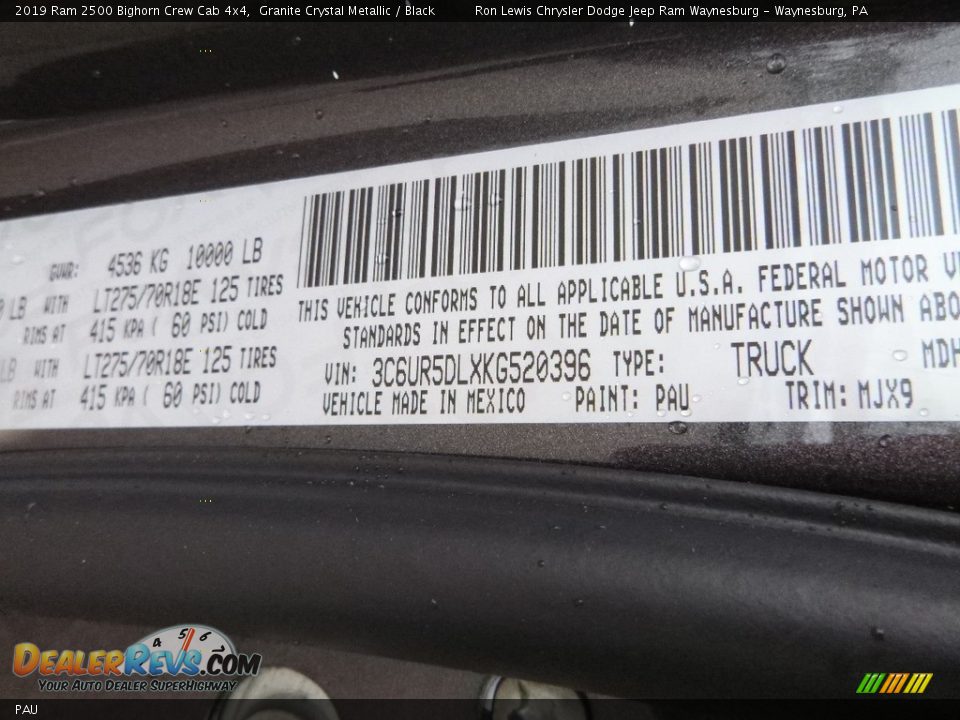 2019 Ram 2500 Bighorn Crew Cab 4x4, Granite Crystal Metallic / Black Ron Lewis Chrysler Dodge Jeep Ram Waynesburg - Waynesburg, PA
GVWR: 4536 KG 10000 LB
LB WITH LT275/70R18E 125 TIRES
RIMS AT 415 KPA ( 60 PSI) COLD
LB WITH LT275/70R18E 125 TIRES
RIMS AT 415 KPA ( 60 PSI) COLD
THIS VEHICLE CONFORMS TO ALL APPLICABLE U.S.A. FEDERAL MOTOR
STANDARDS IN EFFECT ON THE DATE OF MANUFACTURE SHOWN ABO
VIN: 3C6UR5DLXKG520396 TYPE: TRUCK MDH
VEHICLE MADE IN MEXICO PAINT: PAU TRIM: MJX9
4 5 6
DEALERREVS.COM
YOUR AUTO DEALER SUPERHIGHWAY
PAU